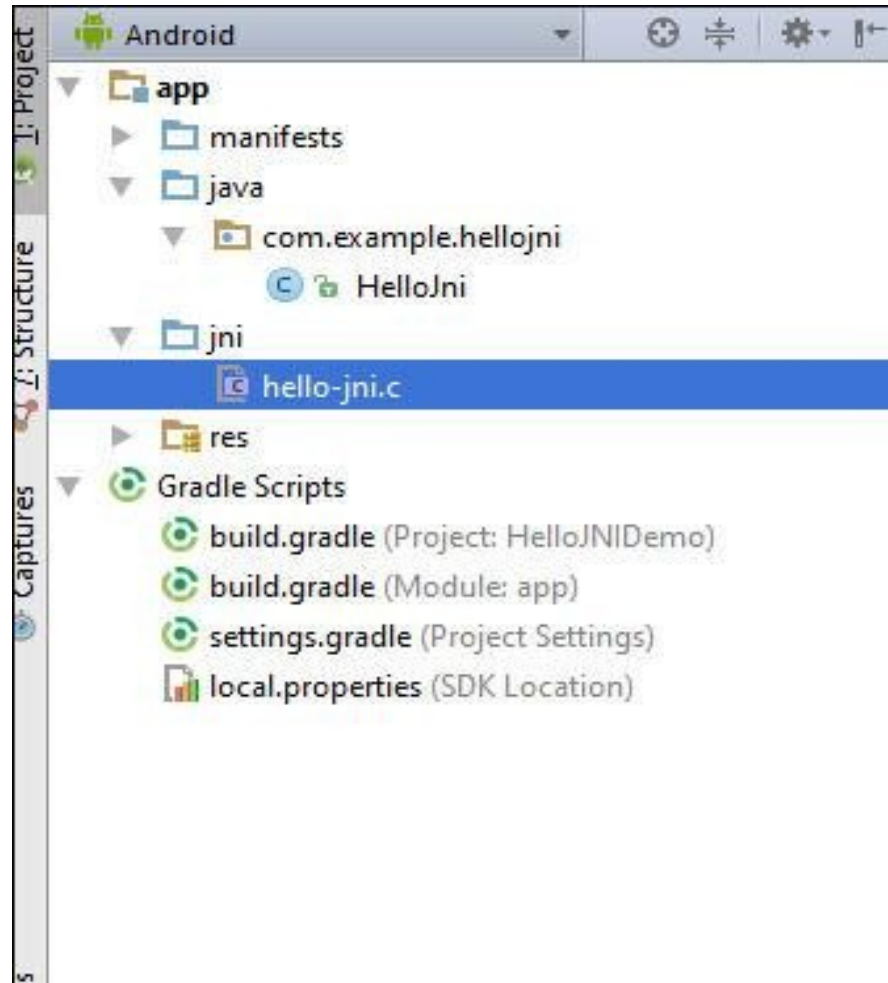 Android
app
manifests
java
com.example.hellojni
HelloJni
jni
hello-jni.c
res
Gradle Scripts
build.gradle (Project: HelloJNIDemo)
build.gradle (Module: app)
settings.gradle (Project Settings)
local.properties (SDK Location)
1: Project
7: Structure
Captures